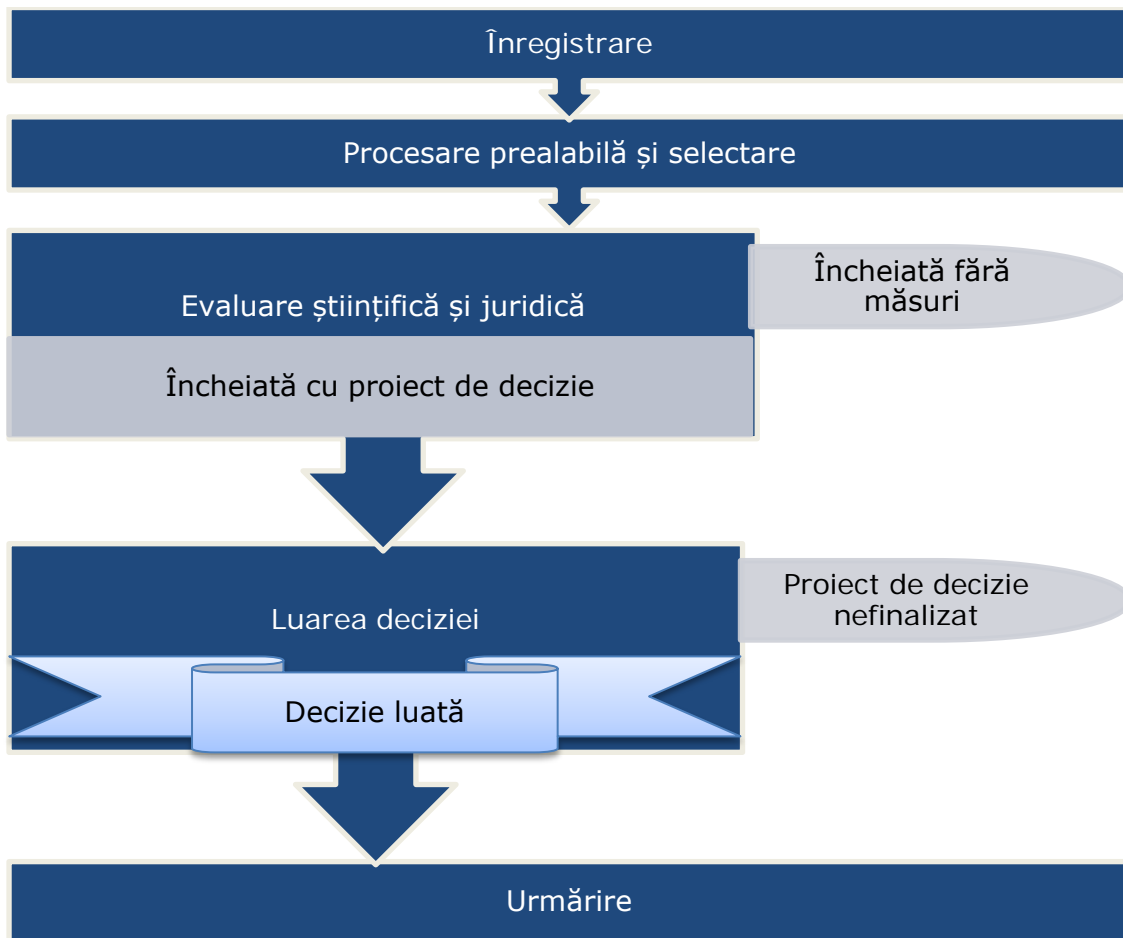 Înregistrare
Procesare prealabilă și selectare
Evaluare științifică și juridică
Încheiată fără
măsuri
Încheiată cu proiect de decizie
Luarea deciziei
Proiect de decizie
nefinalizat
Decizie luată
Urmărire